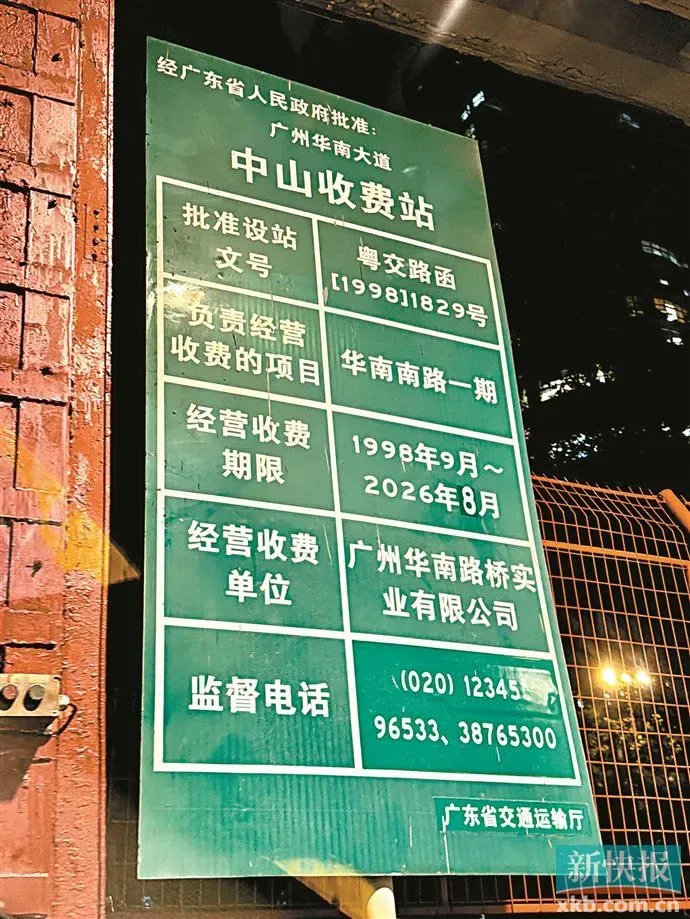 经广东省人民政府批准：
广州华南大道
中山收费站
批准设站
文号
粤交路函
[1998]1829号
负责经营
收费的项目
华南南路一期
经营收费
期限
1998年9月～
2026年8月
经营收费
单位
广州华南路桥实
业有限公司
监督电话
(020) 12345、
96533、38765300
广东省交通运输厅
新快报
xkb.com.cn